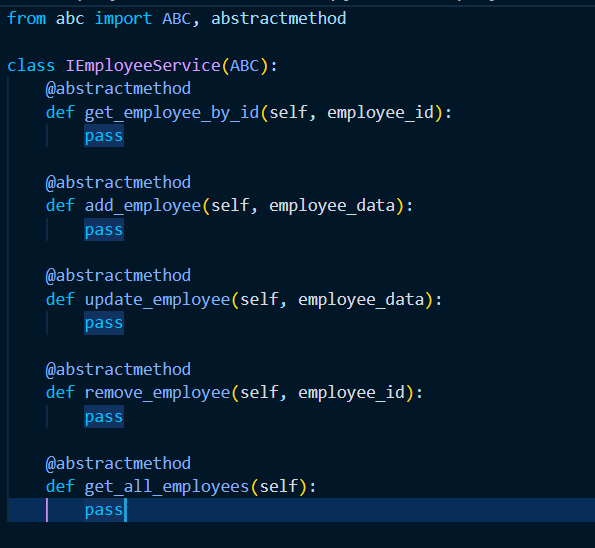 from abc import ABC, abstractmethod
class IEmployeeService(ABC):
    @abstractmethod
    def get_employee_by_id(self, employee_id):
        pass
    @abstractmethod
    def add_employee(self, employee_data):
        pass
    @abstractmethod
    def update_employee(self, employee_data):
        pass
    @abstractmethod
    def remove_employee(self, employee_id):
        pass
    @abstractmethod
    def get_all_employees(self):
        pass